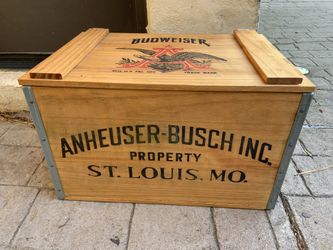 BUDWEISER
TRADE MARK
ANHEUSER-BUSCH INC.
PROPERTY
ST. LOUIS, MO.